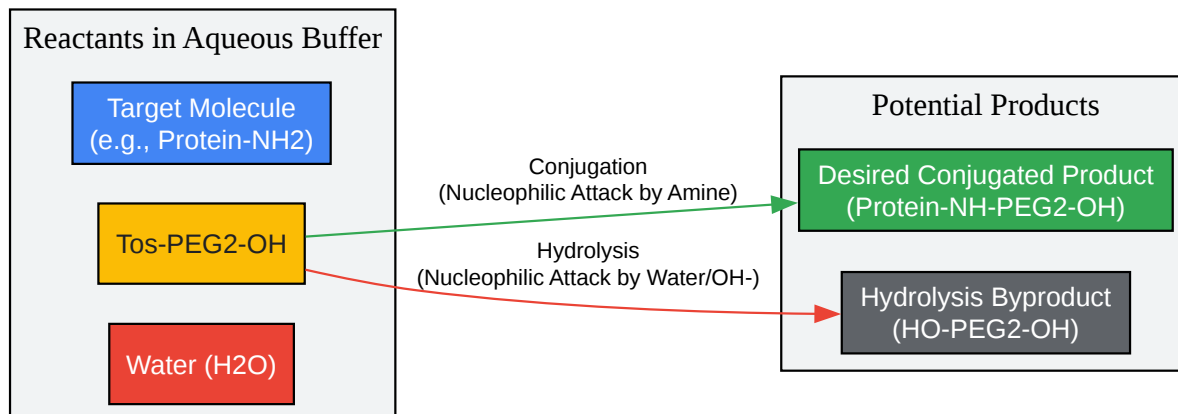 Reactants in Aqueous Buffer
Target Molecule
(e.g., Protein-NH2)
Tos-PEG2-OH
Water (H2O)
Conjugation
(Nucleophilic Attack by Amine)
Hydrolysis
(Nucleophilic Attack by Water/OH-)
Potential Products
Desired Conjugated Product
(Protein-NH-PEG2-OH)
Hydrolysis Byproduct
(HO-PEG2-OH)